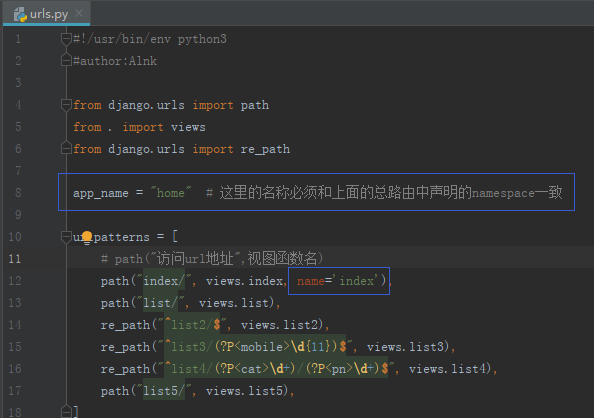 urls.py
1 #!/usr/bin/env python3
2 #author:Alnk
3
4 from django.urls import path
5 from . import views
6 from django.urls import re_path
7
8 app_name = "home" # 这里的名称必须和上面的总路由中声明的namespace一致
9
10 urlpatterns = [
11 # path("访问url地址",视图函数名)
12 path("index/", views.index, name='index'),
13 path("list/", views.list),
14 re_path("^list2/$", views.list2),
15 re_path("^list3/(?P<mobile>\d{11})$", views.list3),
16 re_path("^list4/(?P<cat>\d+)/(?P<pn>\d+)$", views.list4),
17 path("list5/", views.list5),
18 ]